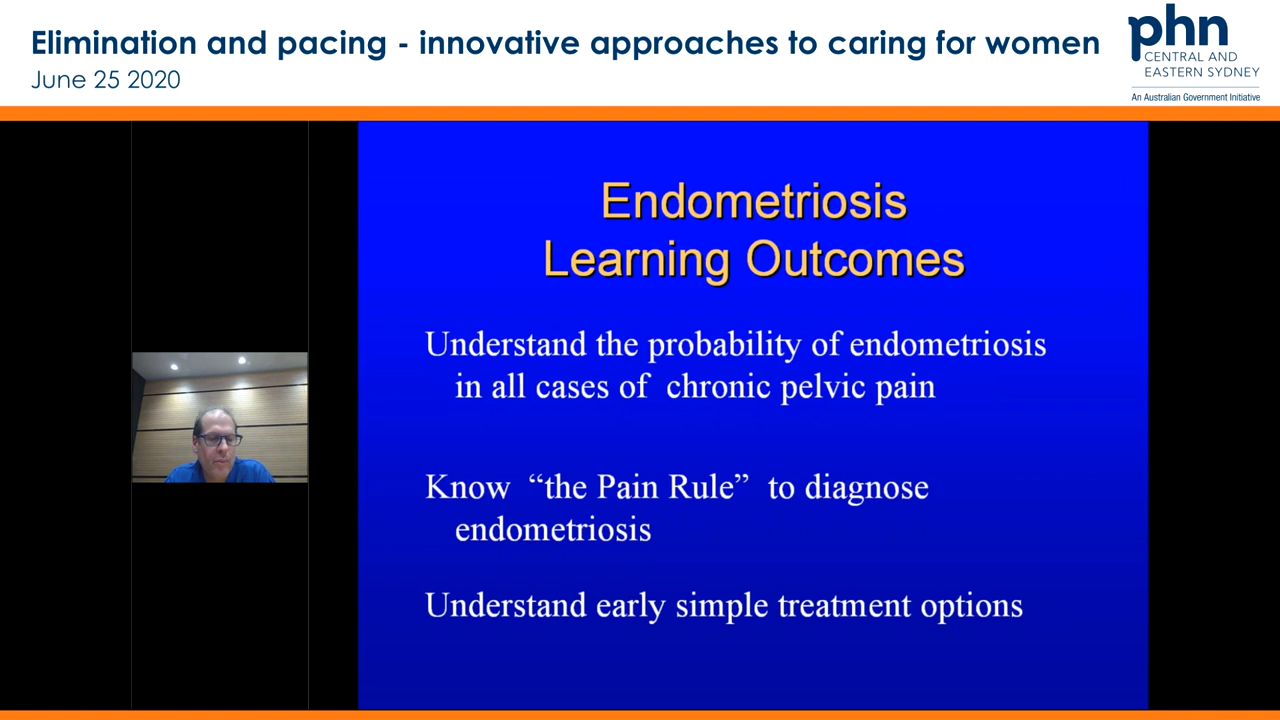 Elimination and pacing - innovative approaches to caring for women
June 25 2020
phn
CENTRAL AND
EASTERN SYDNEY
An Australian Government Initiative
Endometriosis
Learning Outcomes
Understand the probability of endometriosis
in all cases of chronic pelvic pain
Know “the Pain Rule” to diagnose
endometriosis
Understand early simple treatment options